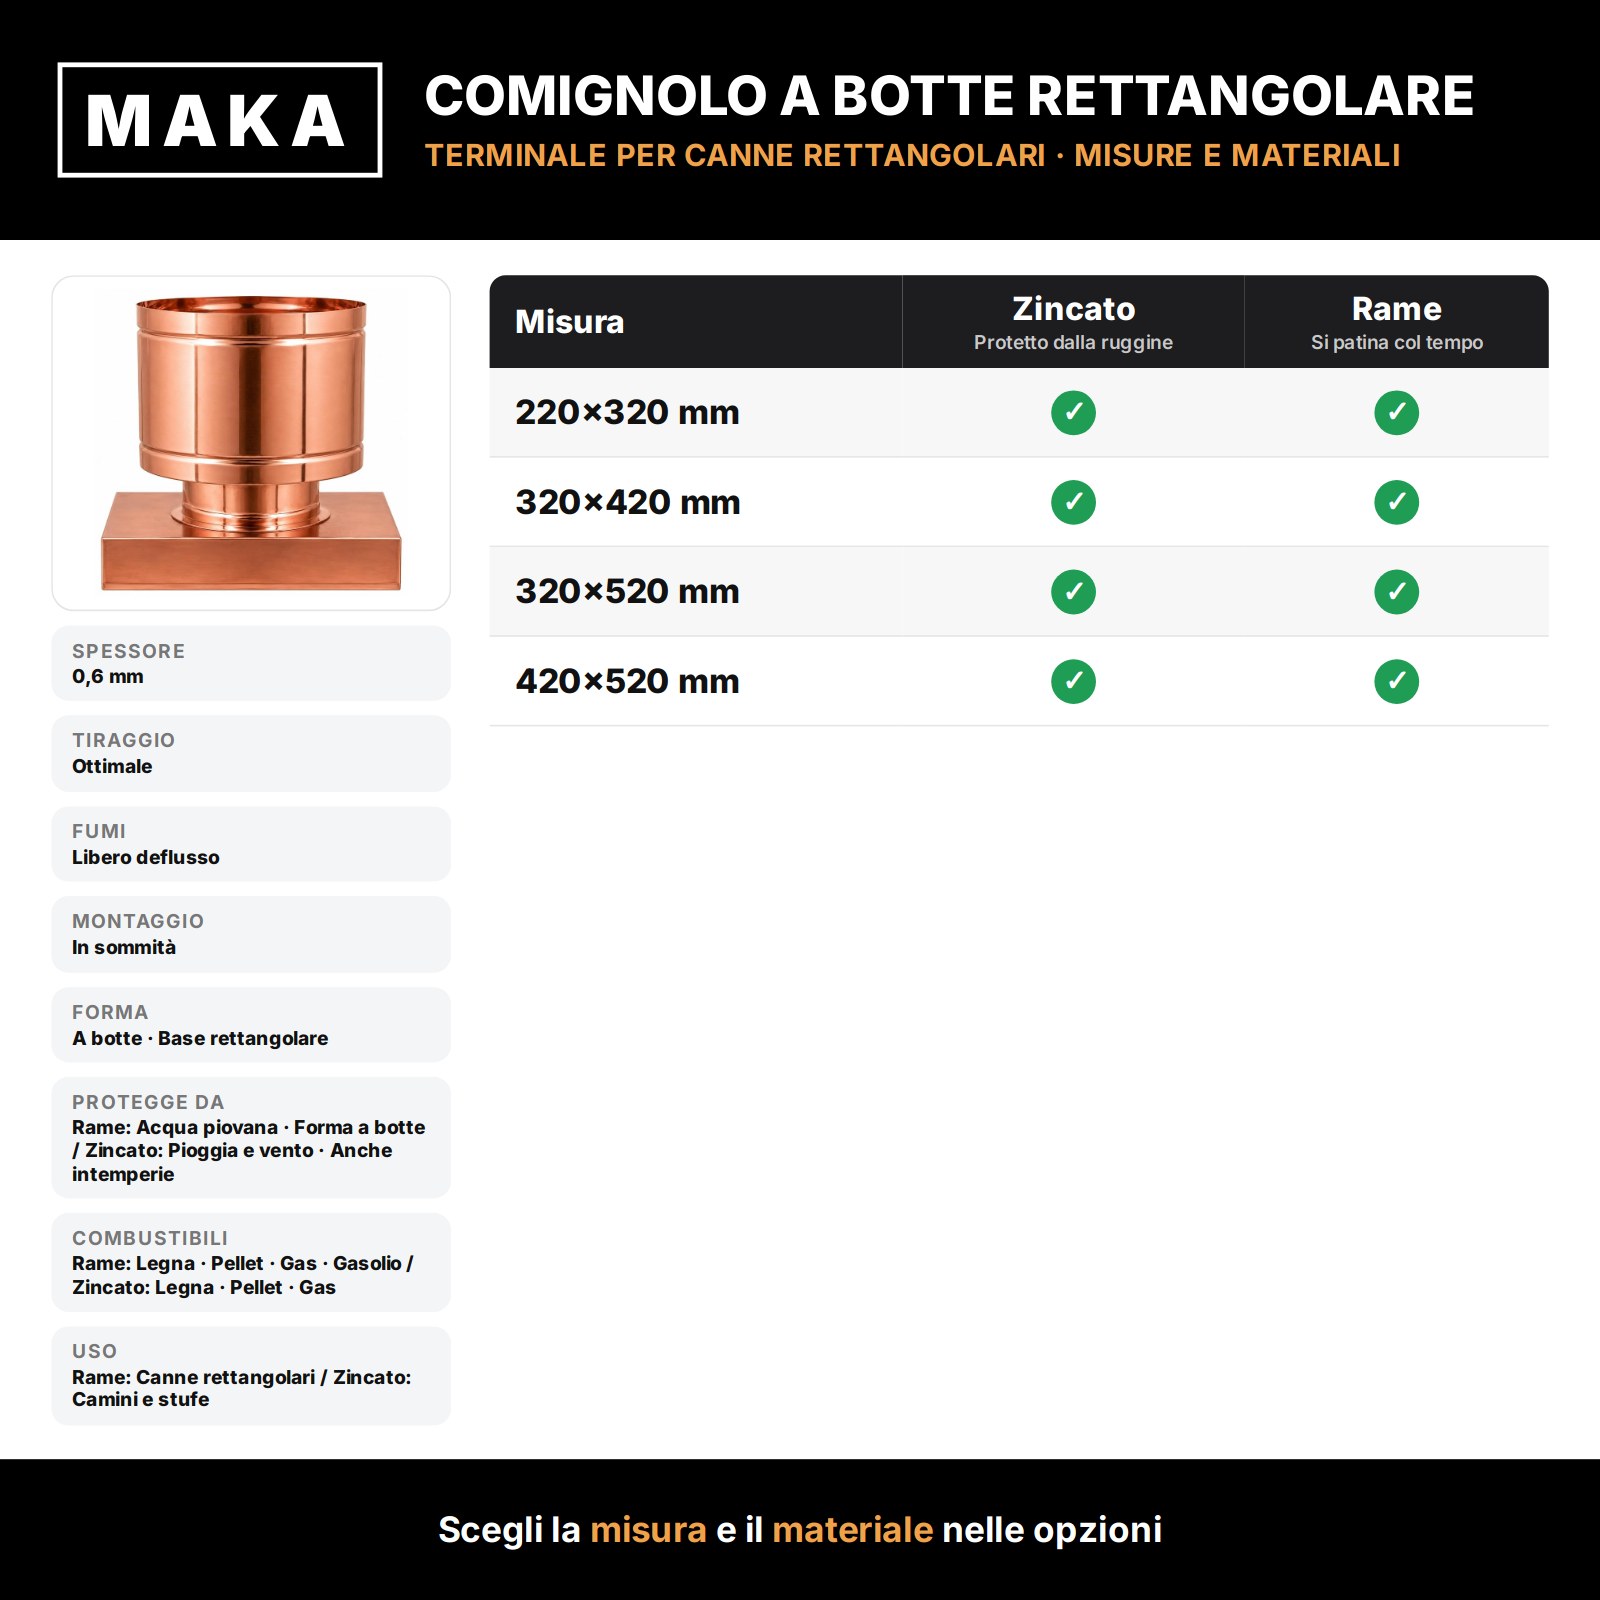 MAKA
COMIGNOLO A BOTTE RETTANGOLARE
TERMINALE PER CANNE RETTANGOLARI · MISURE E MATERIALI
Misura
Zincato
Protetto dalla ruggine
Rame
Si patina col tempo
220×320 mm ✓ ✓
320×420 mm ✓ ✓
320×520 mm ✓ ✓
420×520 mm ✓ ✓
SPESSORE
0,6 mm
TIRAGGIO
Ottimale
FUMI
Libero deflusso
MONTAGGIO
In sommità
FORMA
A botte · Base rettangolare
PROTEGGE DA
Rame: Acqua piovana · Forma a botte
/ Zincato: Pioggia e vento · Anche
intemperie
COMBUSTIBILI
Rame: Legna · Pellet · Gas · Gasolio /
Zincato: Legna · Pellet · Gas
USO
Rame: Canne rettangolari / Zincato:
Camini e stufe
Scegli la misura e il materiale nelle opzioni